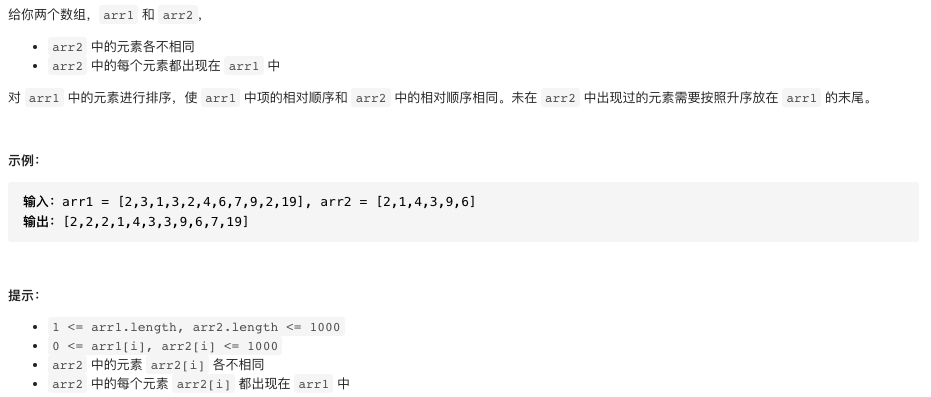 给你两个数组，arr1 和 arr2，
• arr2 中的元素各不相同
• arr2 中的每个元素都出现在 arr1 中
对 arr1 中的元素进行排序，使 arr1 中项的相对顺序和 arr2 中的相对顺序相同。未在 arr2 中出现过的元素需要按照升序放在 arr1 的末尾。
示例：
输入：arr1 = [2,3,1,3,2,4,6,7,9,2,19], arr2 = [2,1,4,3,9,6]
输出：[2,2,2,1,4,3,3,9,6,7,19]
提示：
• 1 <= arr1.length, arr2.length <= 1000
• 0 <= arr1[i], arr2[i] <= 1000
• arr2 中的元素 arr2[i] 各不相同
• arr2 中的每个元素 arr2[i] 都出现在 arr1 中